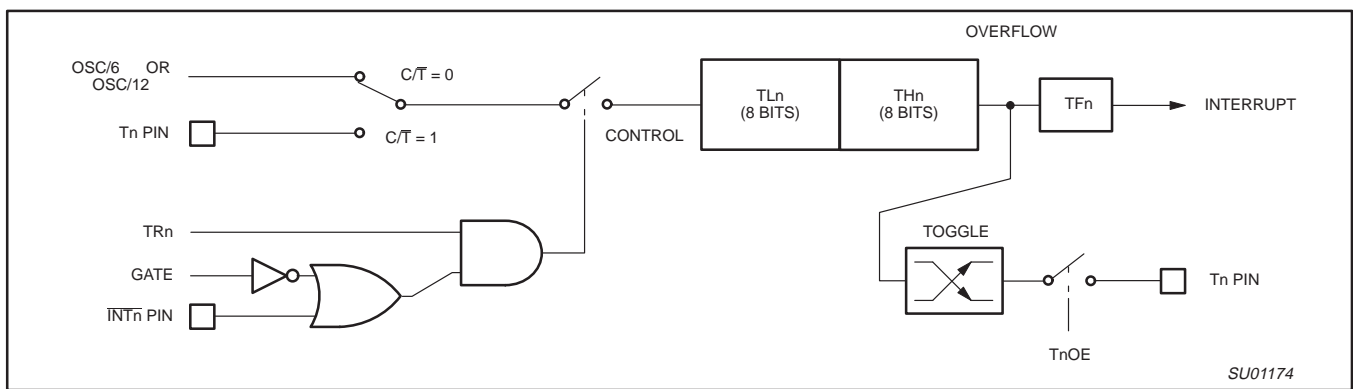 OVERFLOW
OSC/6 OR
OSC/12
C/T̅ = 0
TLn
(8 BITS)
THn
(8 BITS)
TFn
INTERRUPT
Tn PIN
C/T̅ = 1
CONTROL
TRn
TOGGLE
GATE
Tn PIN
I̅N̅T̅n̅ PIN
TnOE
SU01174